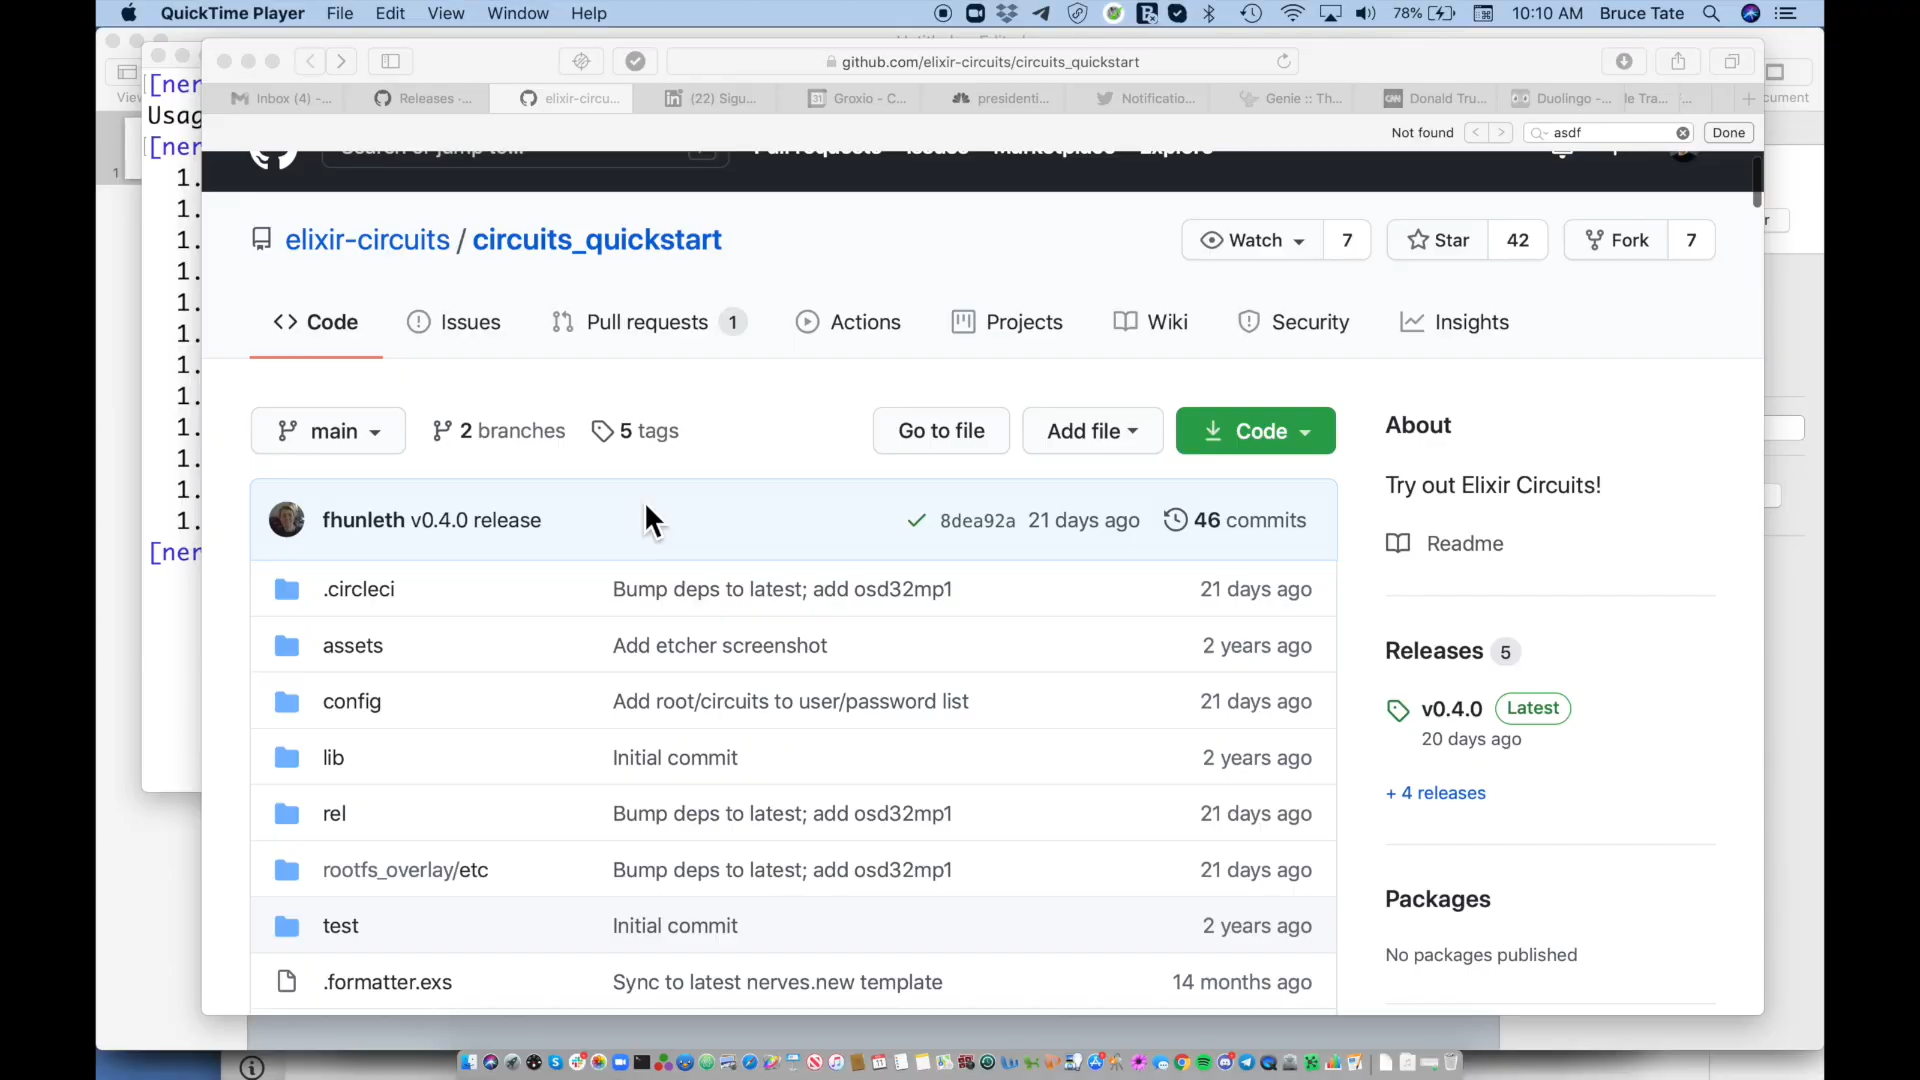 QuickTime Player File Edit View Window Help 78% 10:10 AM Bruce Tate
github.com/elixir-circuits/circuits_quickstart
Inbox (4) -... Releases ·... elixir-circu... (22) Sigu... Groxio - C... presidenti... Notificatio... Genie :: Th... Donald Tru... Duolingo -... le Tra...
Not found asdf Done
[ner
Usag
[ner
1.
1.
1.
1.
1.
1.
1.
1.
1.
1.
1.
1.
[ner
1
elixir-circuits / circuits_quickstart
Watch 7 Star 42 Fork 7
Code Issues Pull requests 1 Actions Projects Wiki Security Insights
main 2 branches 5 tags Go to file Add file Code
fhunleth v0.4.0 release 8dea92a 21 days ago 46 commits
.circleci Bump deps to latest; add osd32mp1 21 days ago
assets Add etcher screenshot 2 years ago
config Add root/circuits to user/password list 21 days ago
lib Initial commit 2 years ago
rel Bump deps to latest; add osd32mp1 21 days ago
rootfs_overlay/etc Bump deps to latest; add osd32mp1 21 days ago
test Initial commit 2 years ago
.formatter.exs Sync to latest nerves.new template 14 months ago
About
Try out Elixir Circuits!
Readme
Releases 5
v0.4.0 Latest
20 days ago
+ 4 releases
Packages
No packages published